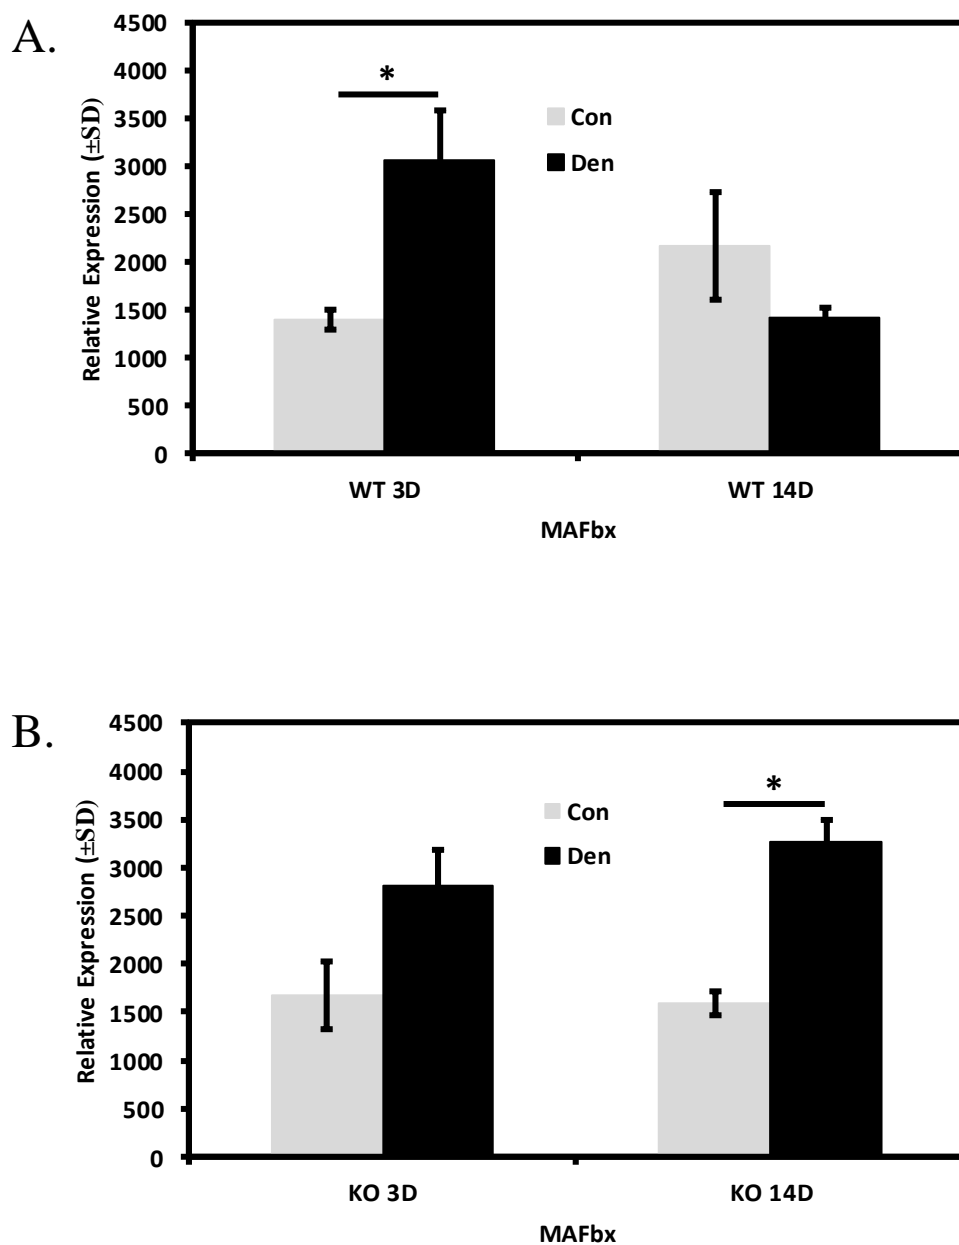 A.
Relative Expression (±SD)
4500
4000
3500
3000
2500
2000
1500
1000
500
0
*
Con
Den
WT 3D
WT 14D
MAFbx
B.
Relative Expression (±SD)
4500
4000
3500
3000
2500
2000
1500
1000
500
0
*
Con
Den
KO 3D
KO 14D
MAFbx